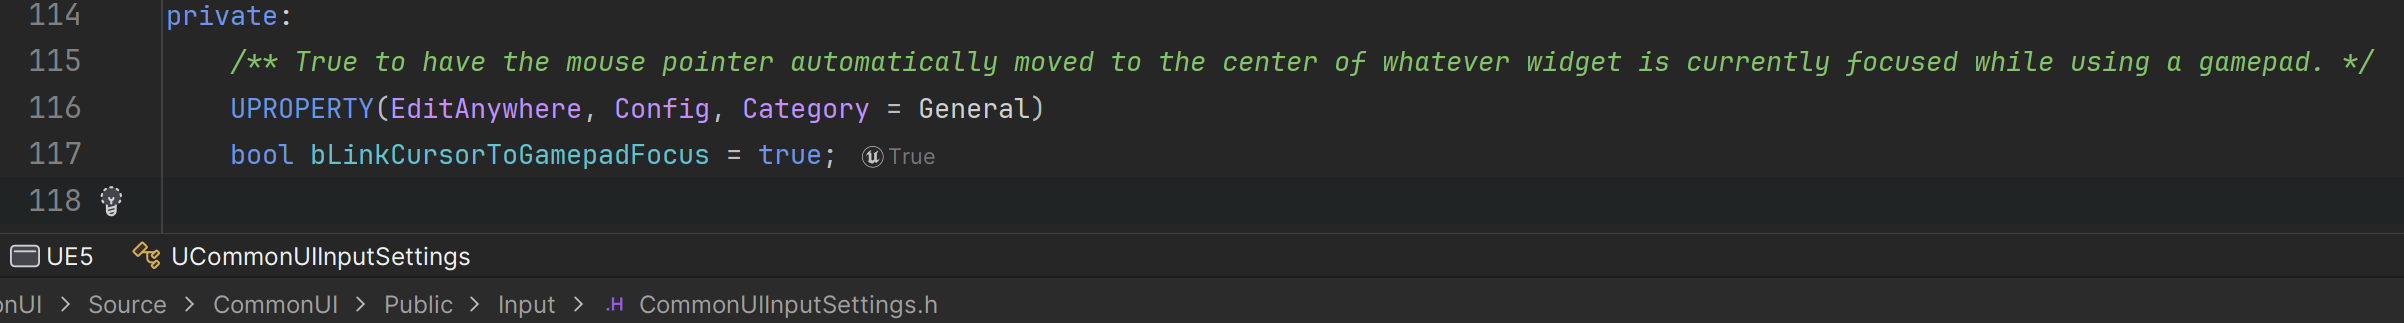 114 private:
115 /** True to have the mouse pointer automatically moved to the center of whatever widget is currently focused while using a gamepad. */
116 UPROPERTY(EditAnywhere, Config, Category = General)
117 bool bLinkCursorToGamepadFocus = true; True
118
UE5 UCommonUIInputSettings
onUI > Source > CommonUI > Public > Input > .H CommonUIInputSettings.h